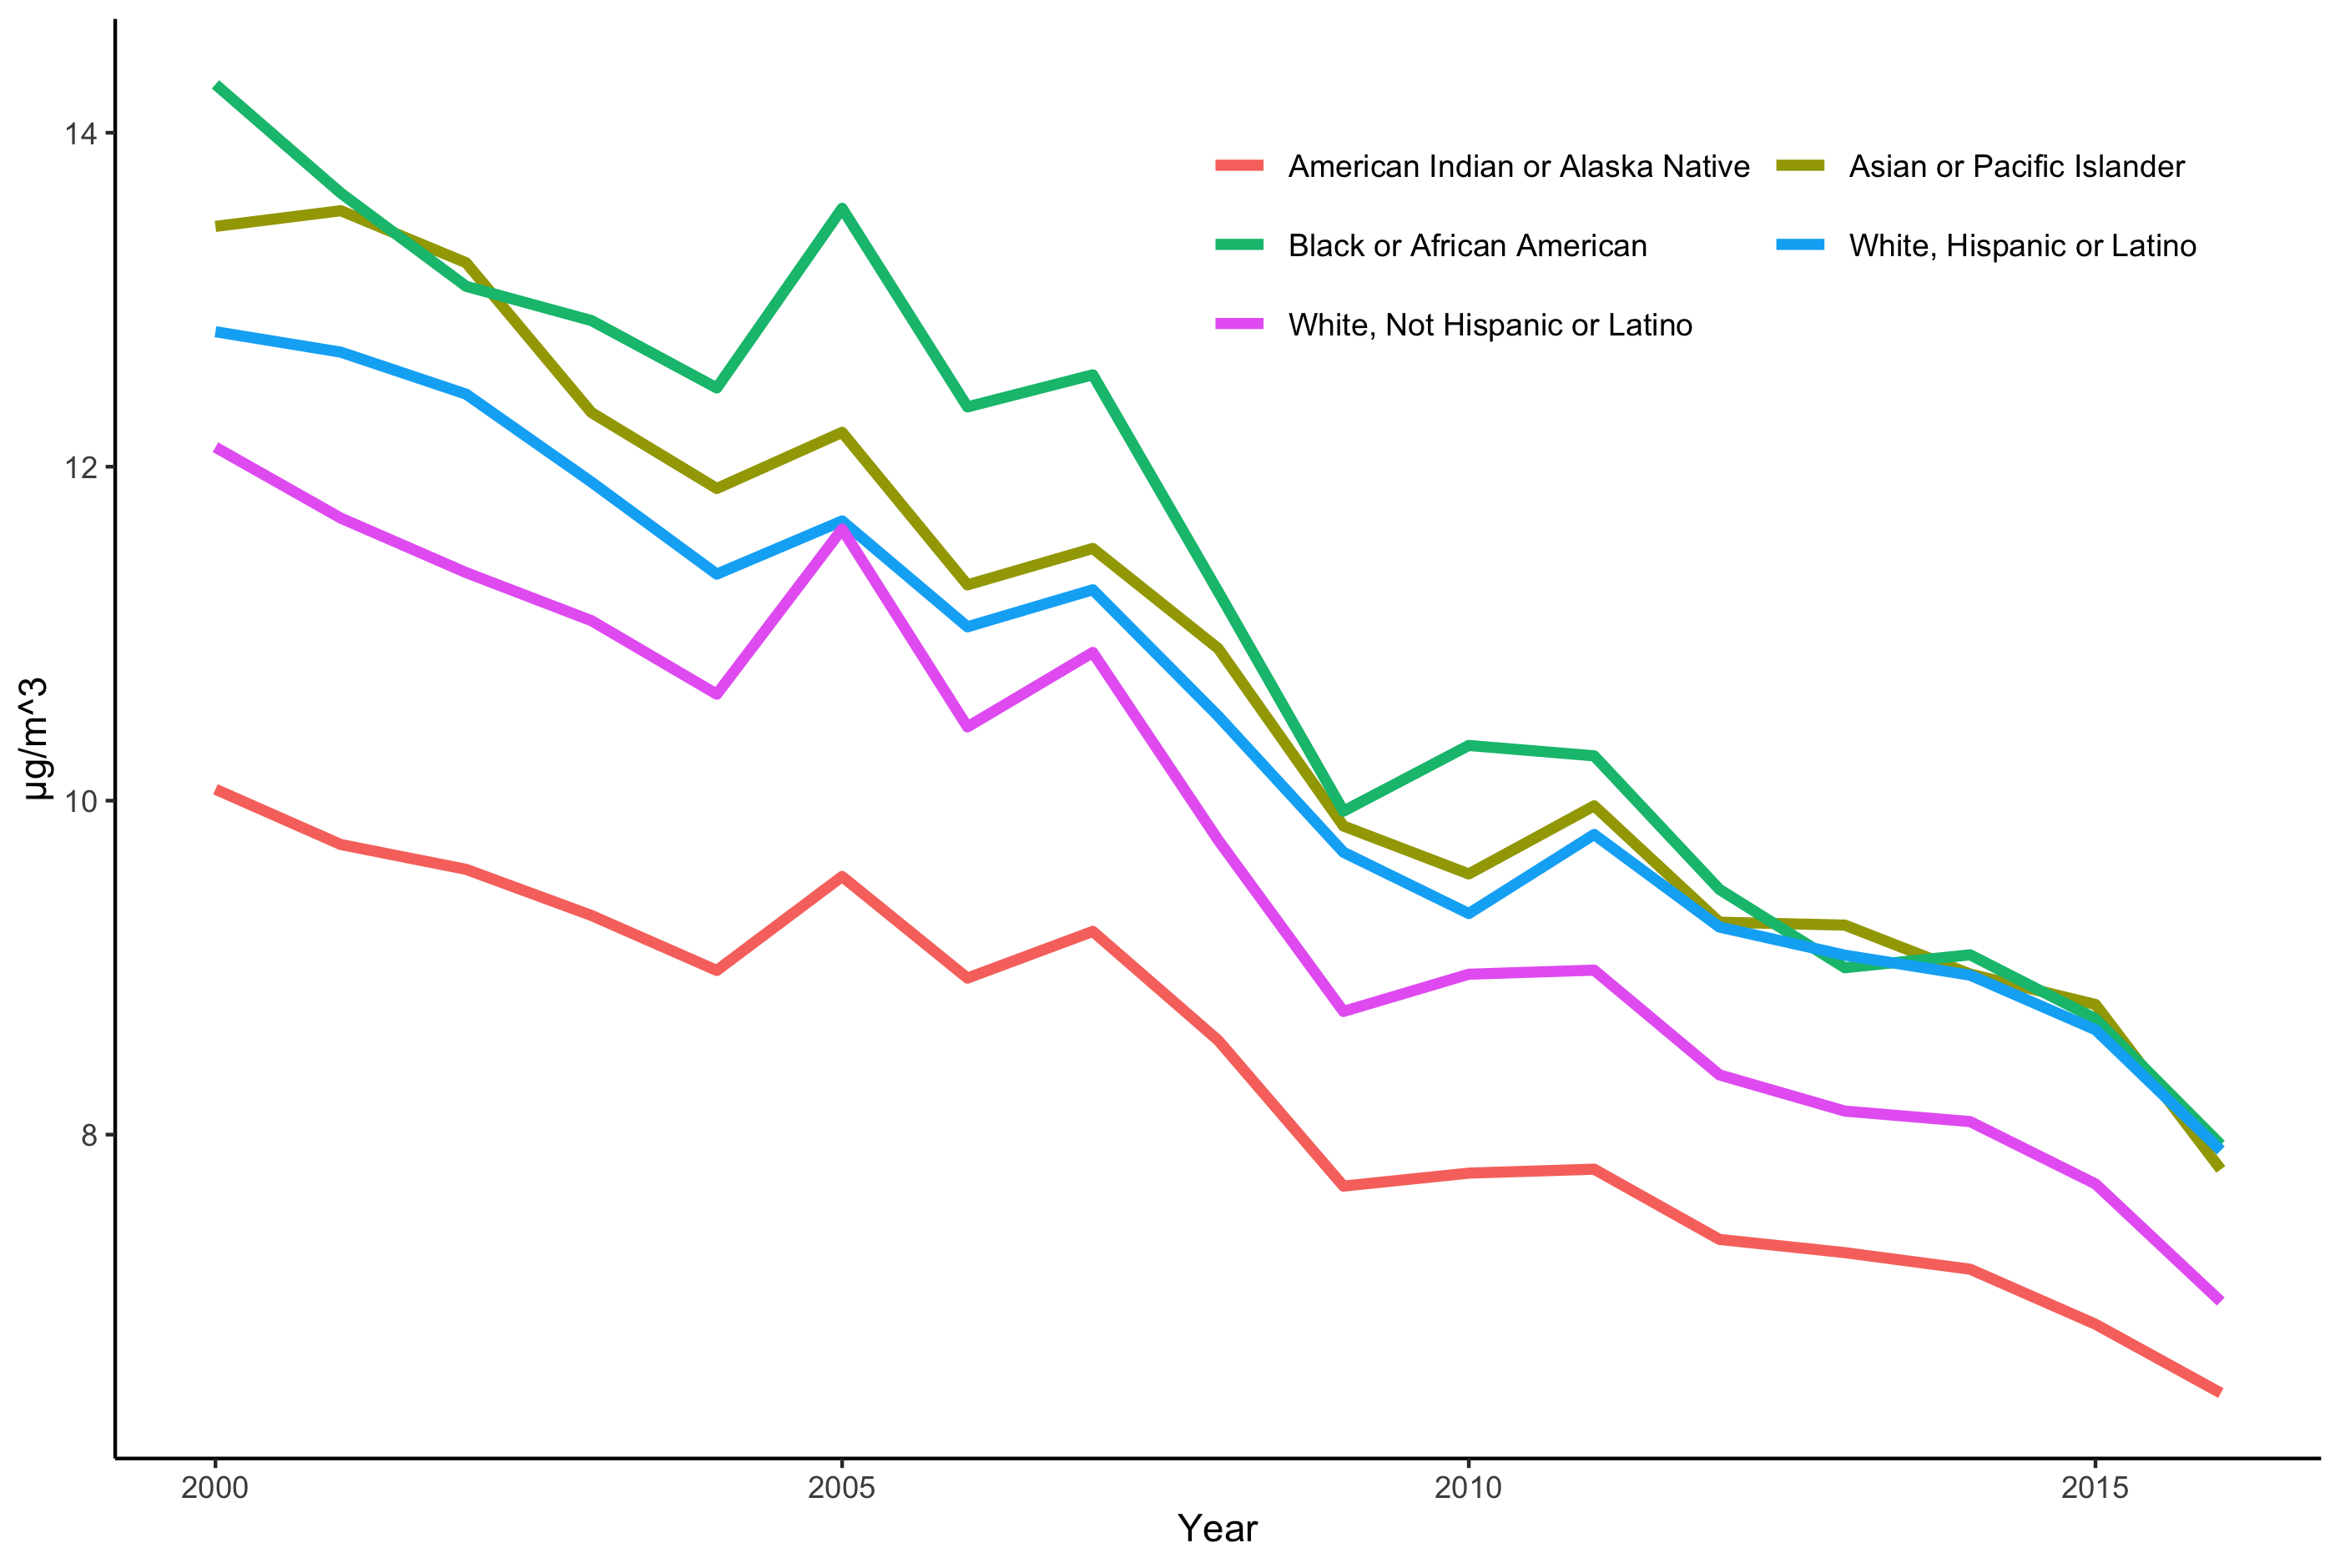 14
12
10
8
µg/m^3
American Indian or Alaska Native
Asian or Pacific Islander
Black or African American
White, Hispanic or Latino
White, Not Hispanic or Latino
2000
2005
2010
2015
Year